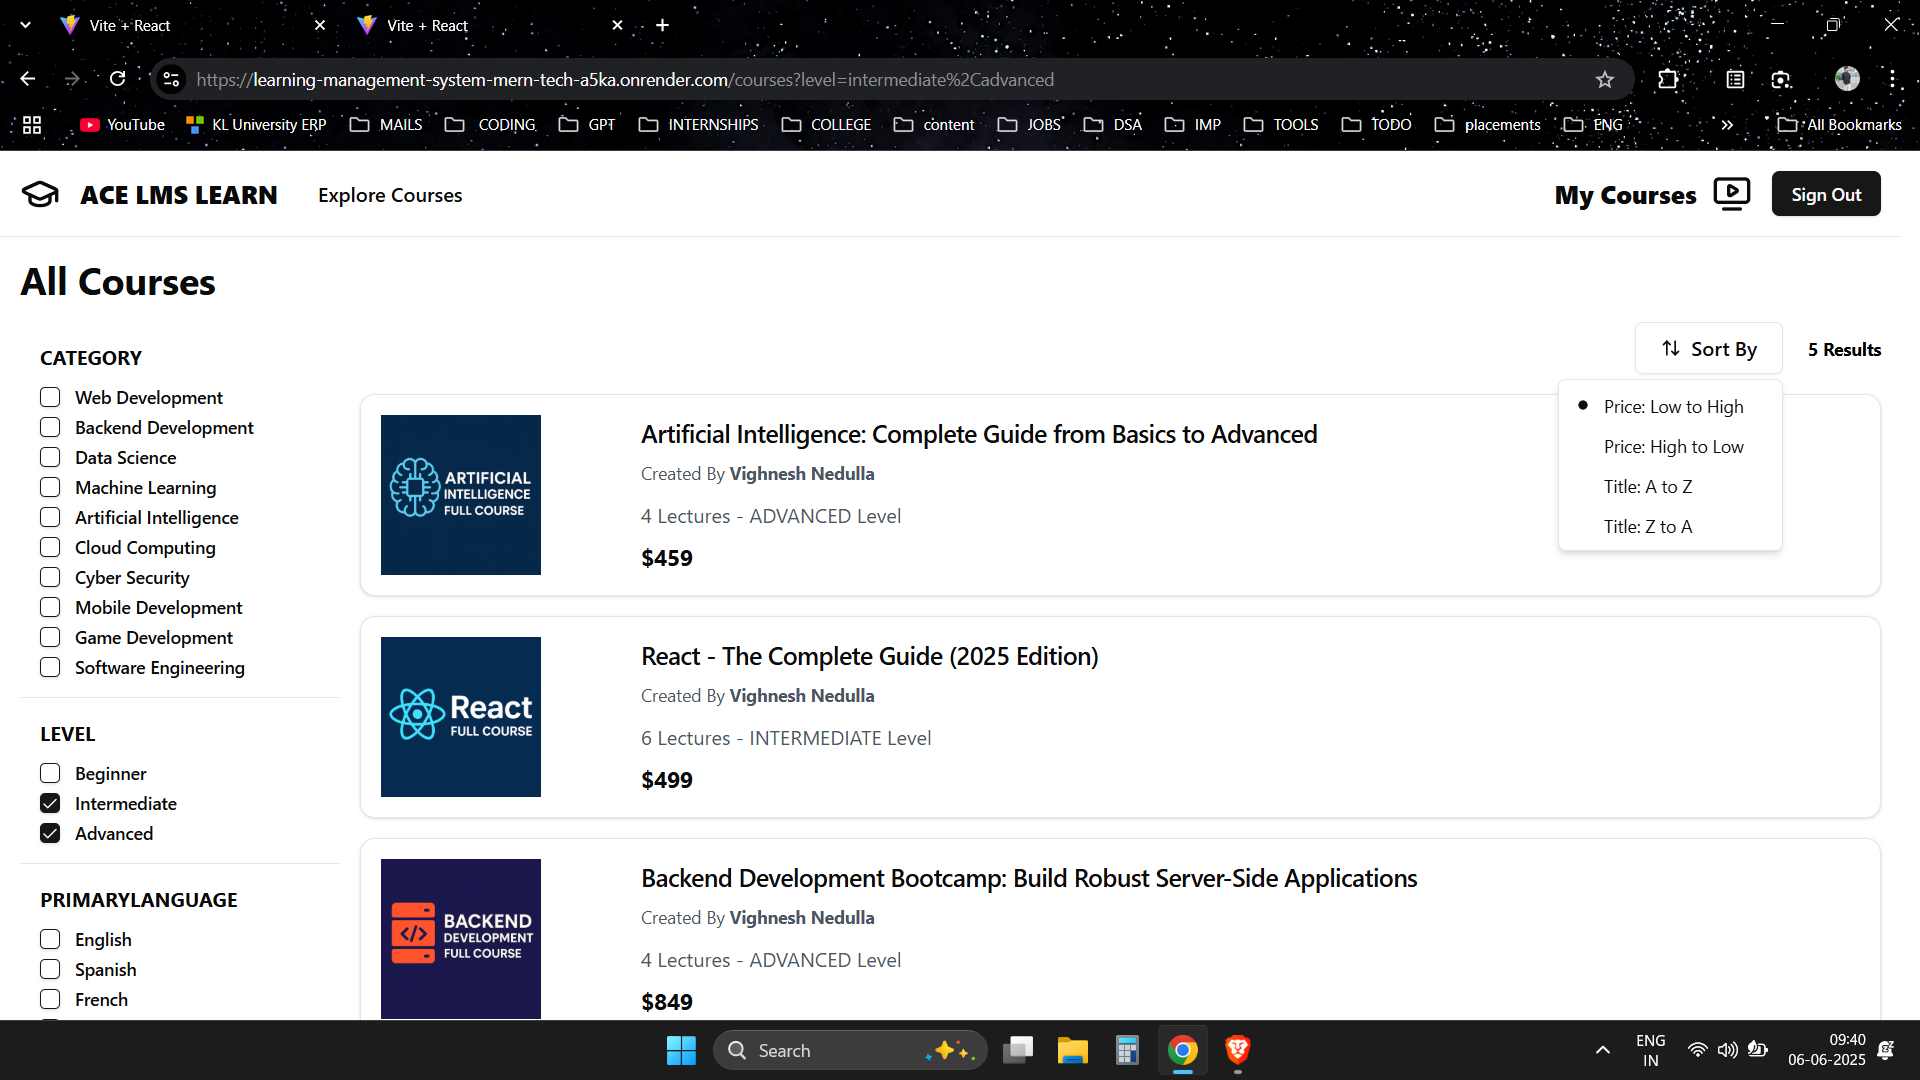 Vite + React
Vite + React
https://learning-management-system-mern-tech-a5ka.onrender.com/courses?level=intermediate%2Cadvanced
YouTube
KL University ERP
MAILS
CODING
GPT
INTERNSHIPS
COLLEGE
content
JOBS
DSA
IMP
TOOLS
TODO
placements
ENG
»
All Bookmarks
ACE LMS LEARN
Explore Courses
My Courses
Sign Out
All Courses
Sort By
5 Results
Price: Low to High
Price: High to Low
Title: A to Z
Title: Z to A
CATEGORY
Web Development
Backend Development
Data Science
Machine Learning
Artificial Intelligence
Cloud Computing
Cyber Security
Mobile Development
Game Development
Software Engineering
LEVEL
Beginner
Intermediate
Advanced
PRIMARYLANGUAGE
English
Spanish
French
ARTIFICIAL
INTELLIGENCE
FULL COURSE
Artificial Intelligence: Complete Guide from Basics to Advanced
Created By Vighnesh Nedulla
4 Lectures - ADVANCED Level
$459
React
FULL COURSE
React - The Complete Guide (2025 Edition)
Created By Vighnesh Nedulla
6 Lectures - INTERMEDIATE Level
$499
</>
BACKEND
DEVELOPMENT
FULL COURSE
Backend Development Bootcamp: Build Robust Server-Side Applications
Created By Vighnesh Nedulla
4 Lectures - ADVANCED Level
$849
Search
ENG
IN
09:40
06-06-2025